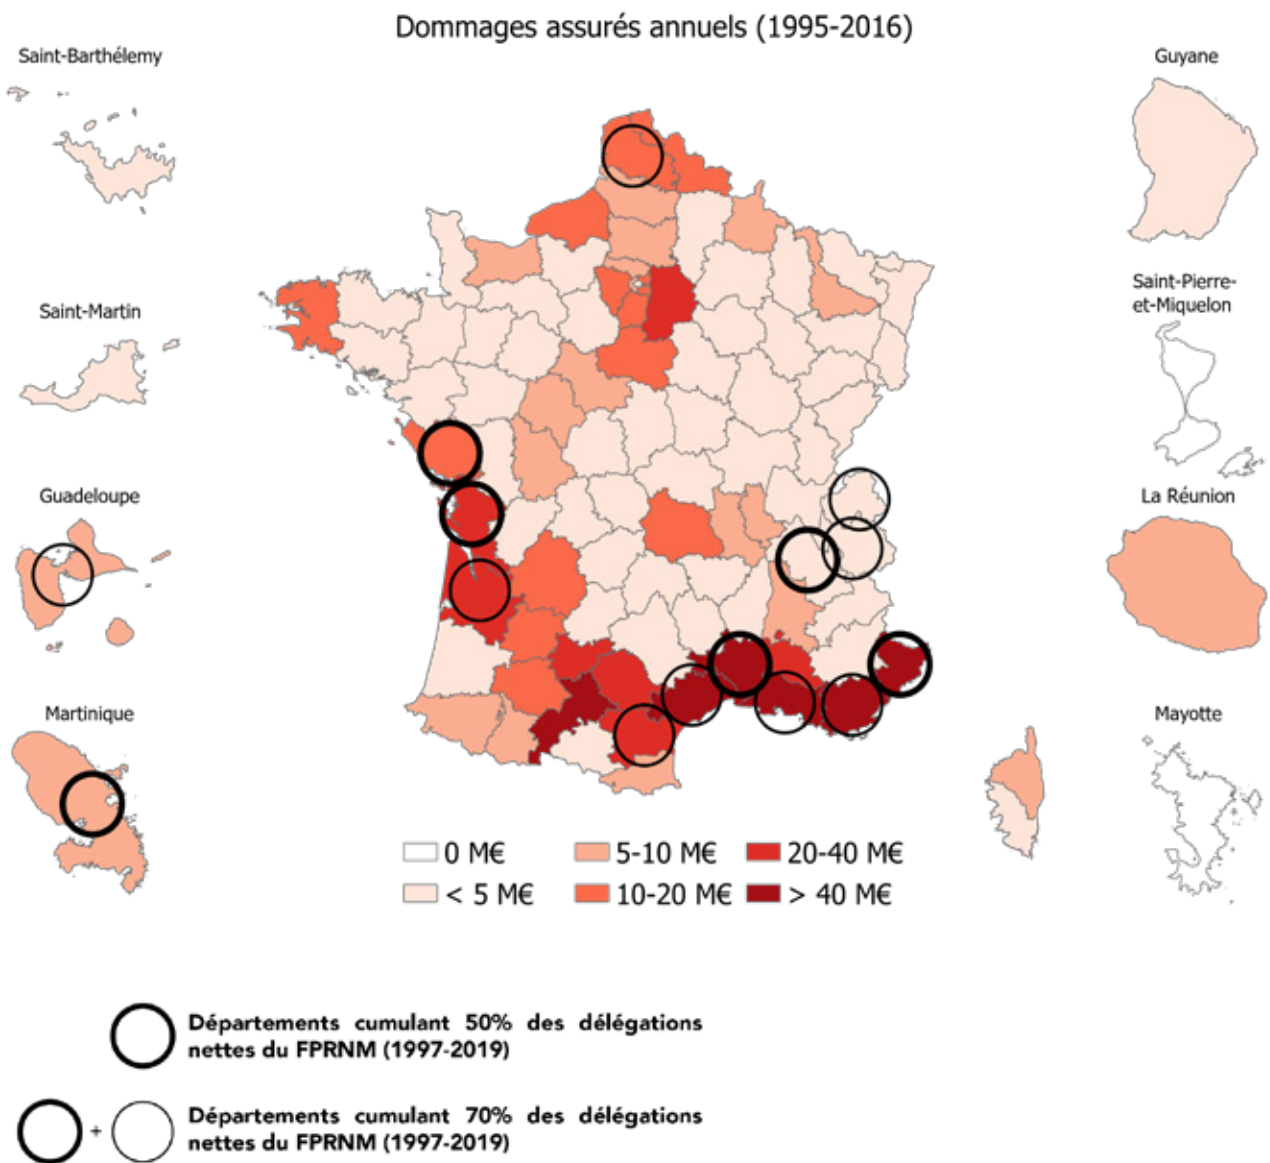 Dommages assurés annuels (1995-2016)
Saint-Barthélemy
Guyane
Saint-Martin
Saint-Pierre-
et-Miquelon
Guadeloupe
La Réunion
Martinique
Mayotte
0 M€
5-10 M€
20-40 M€
< 5 M€
10-20 M€
> 40 M€
Départements cumulant 50% des délégations
nettes du FPRNM (1997-2019)
+
Départements cumulant 70% des délégations
nettes du FPRNM (1997-2019)